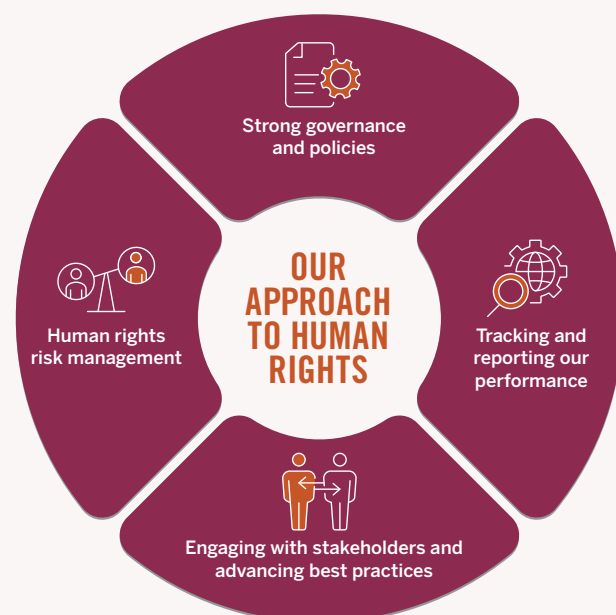 Strong governance
and policies
OUR
APPROACH
TO HUMAN
RIGHTS
Human rights
risk management
Tracking and
reporting our
performance
Engaging with stakeholders and
advancing best practices